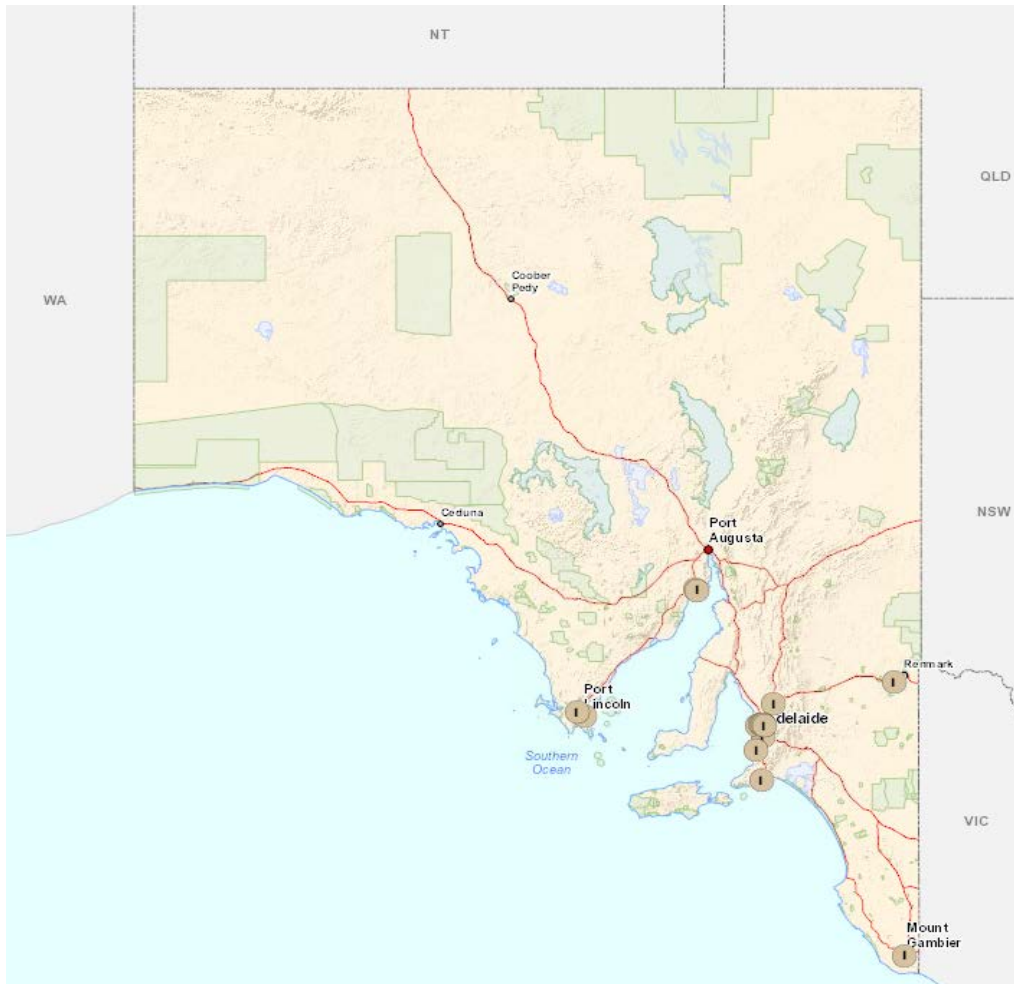 NT
QLD
Coober
Pedy
WA
Ceduna
Port
Augusta
NSW
Renmark
I
Port
Lincoln
I
I
delaide
I
I
I
I
Southern
Ocean
VIC
Mount
Gambier
I